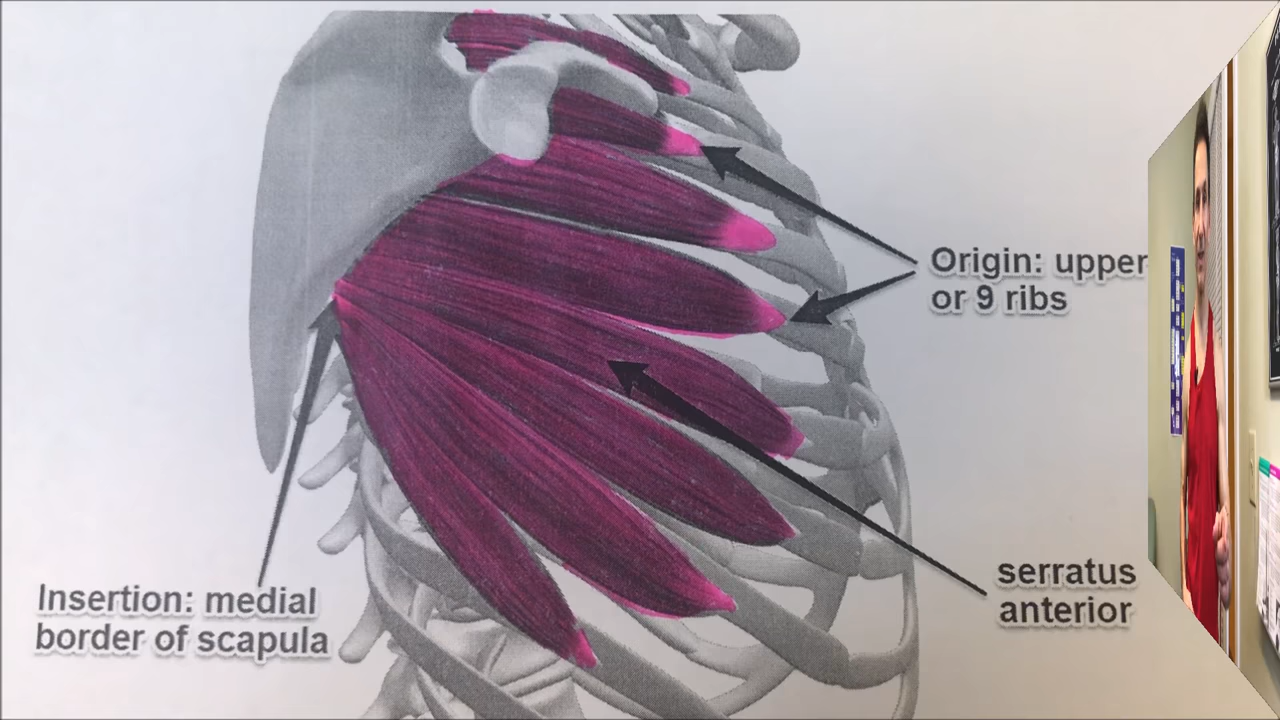 Origin: upper
or 9 ribs
serratus
anterior
Insertion: medial
border of scapula